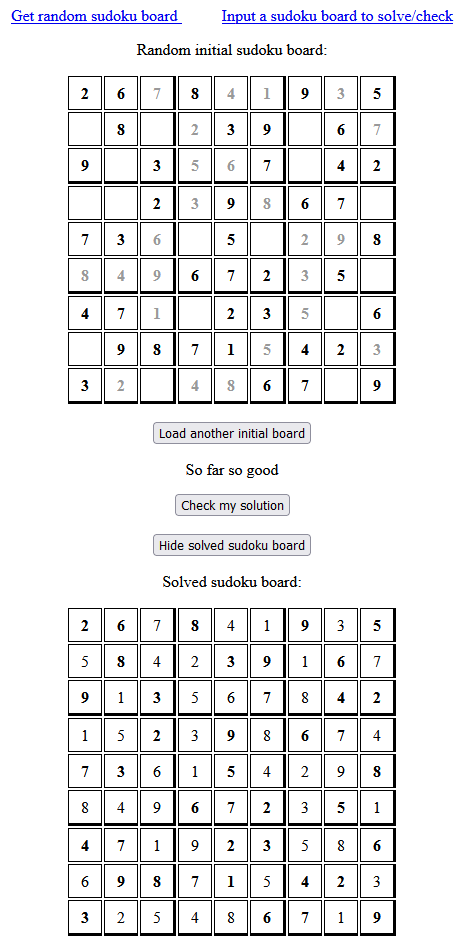 Get random sudoku board Input a sudoku board to solve/check
Random initial sudoku board:
2 6 7 8 4 1 9 3 5
8 2 3 9 6 7
9 3 5 6 7 4 2
2 3 9 8 6 7
7 3 6 5 2 9 8
8 4 9 6 7 2 3 5
4 7 1 2 3 5 6
9 8 7 1 5 4 2 3
3 2 4 8 6 7 9
Load another initial board
So far so good
Check my solution
Hide solved sudoku board
Solved sudoku board:
2 6 7 8 4 1 9 3 5
5 8 4 2 3 9 1 6 7
9 1 3 5 6 7 8 4 2
1 5 2 3 9 8 6 7 4
7 3 6 1 5 4 2 9 8
8 4 9 6 7 2 3 5 1
4 7 1 9 2 3 5 8 6
6 9 8 7 1 5 4 2 3
3 2 5 4 8 6 7 1 9